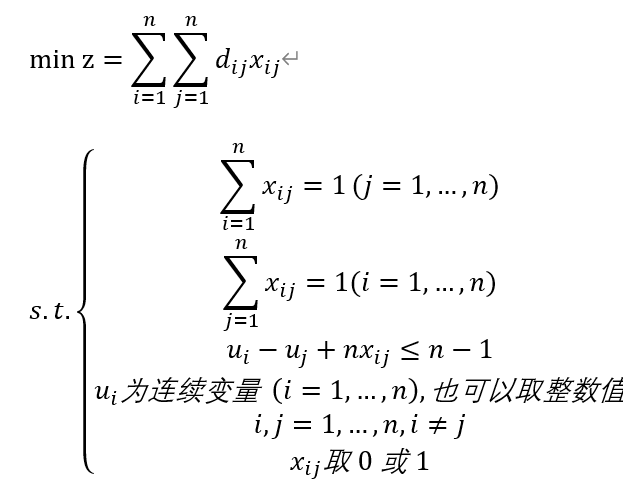 min z = ∑_{i=1}^{n} ∑_{j=1}^{n} d_{ij}x_{ij}↵
∑_{i=1}^{n} x_{ij} = 1 (j = 1, …, n)
∑_{j=1}^{n} x_{ij} = 1(i = 1, …, n)
s.t. {
u_i − u_j + nx_{ij} ≤ n − 1
u_i 为连续变量 (i = 1, …, n), 也可以取整数值
i, j = 1, …, n, i ≠ j
x_{ij} 取 0 或 1